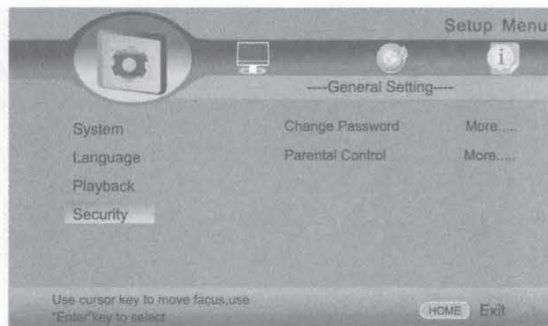 Setup Menu
i
----General Setting----
System
Change Password More.....
Language
Parental Control More.....
Playback
Security
Use cursor key to move facus,use
"Enter"key to select
HOME Exit